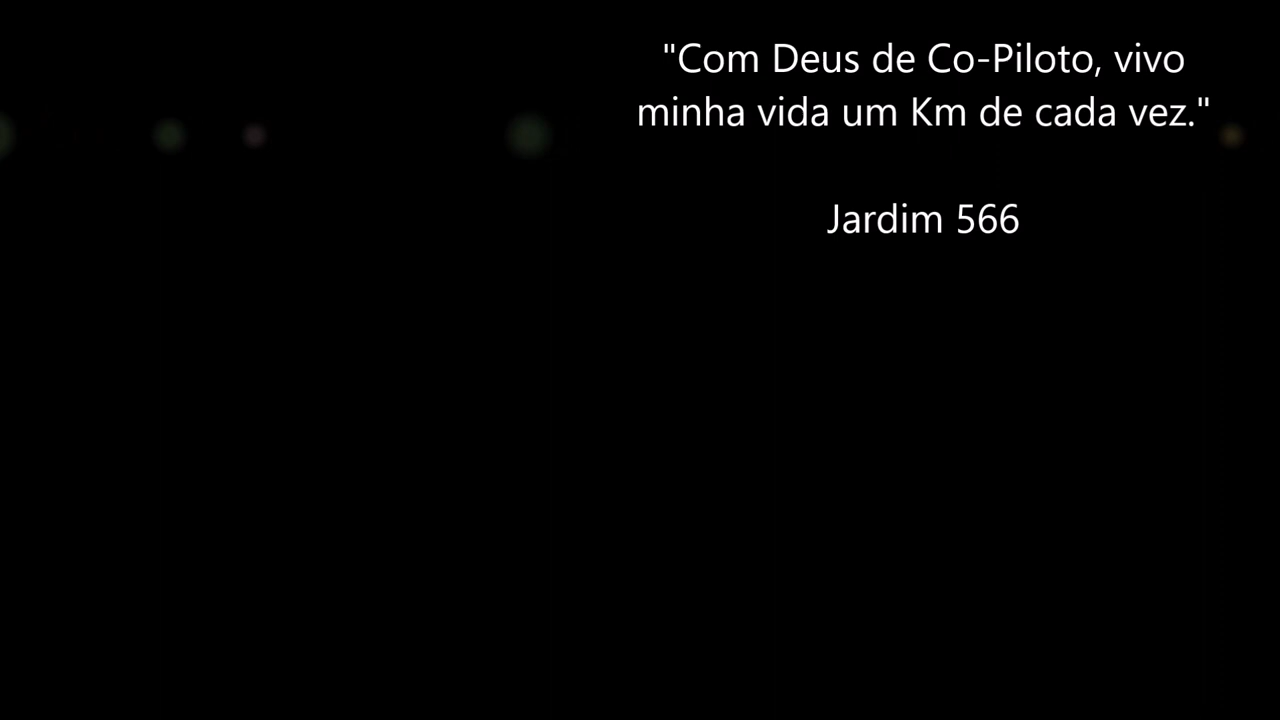 "Com Deus de Co-Piloto, vivo
minha vida um Km de cada vez."
Jardim 566